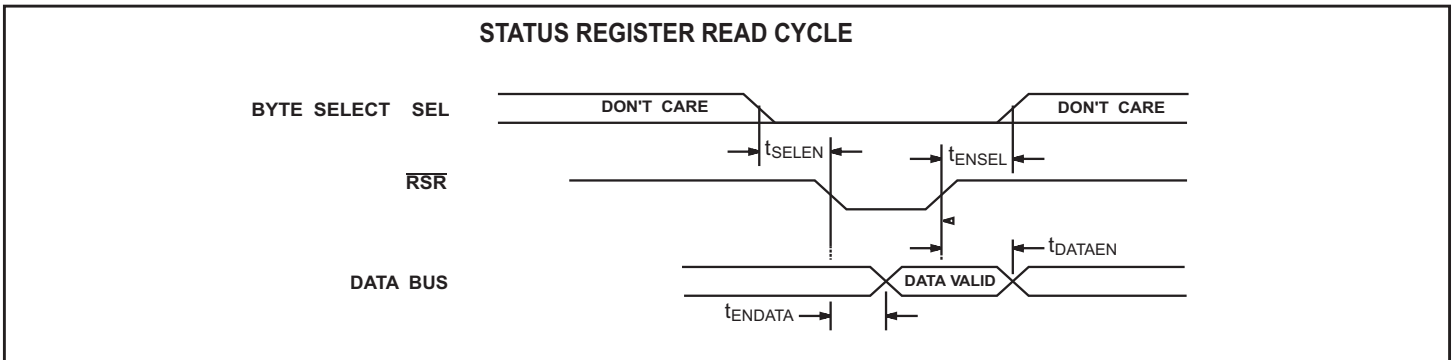 STATUS REGISTER READ CYCLE
BYTE SELECT SEL DON'T CARE DON'T CARE
tSELEN tENSEL
RSR
tDATAEN
DATA BUS DATA VALID
tENDATA